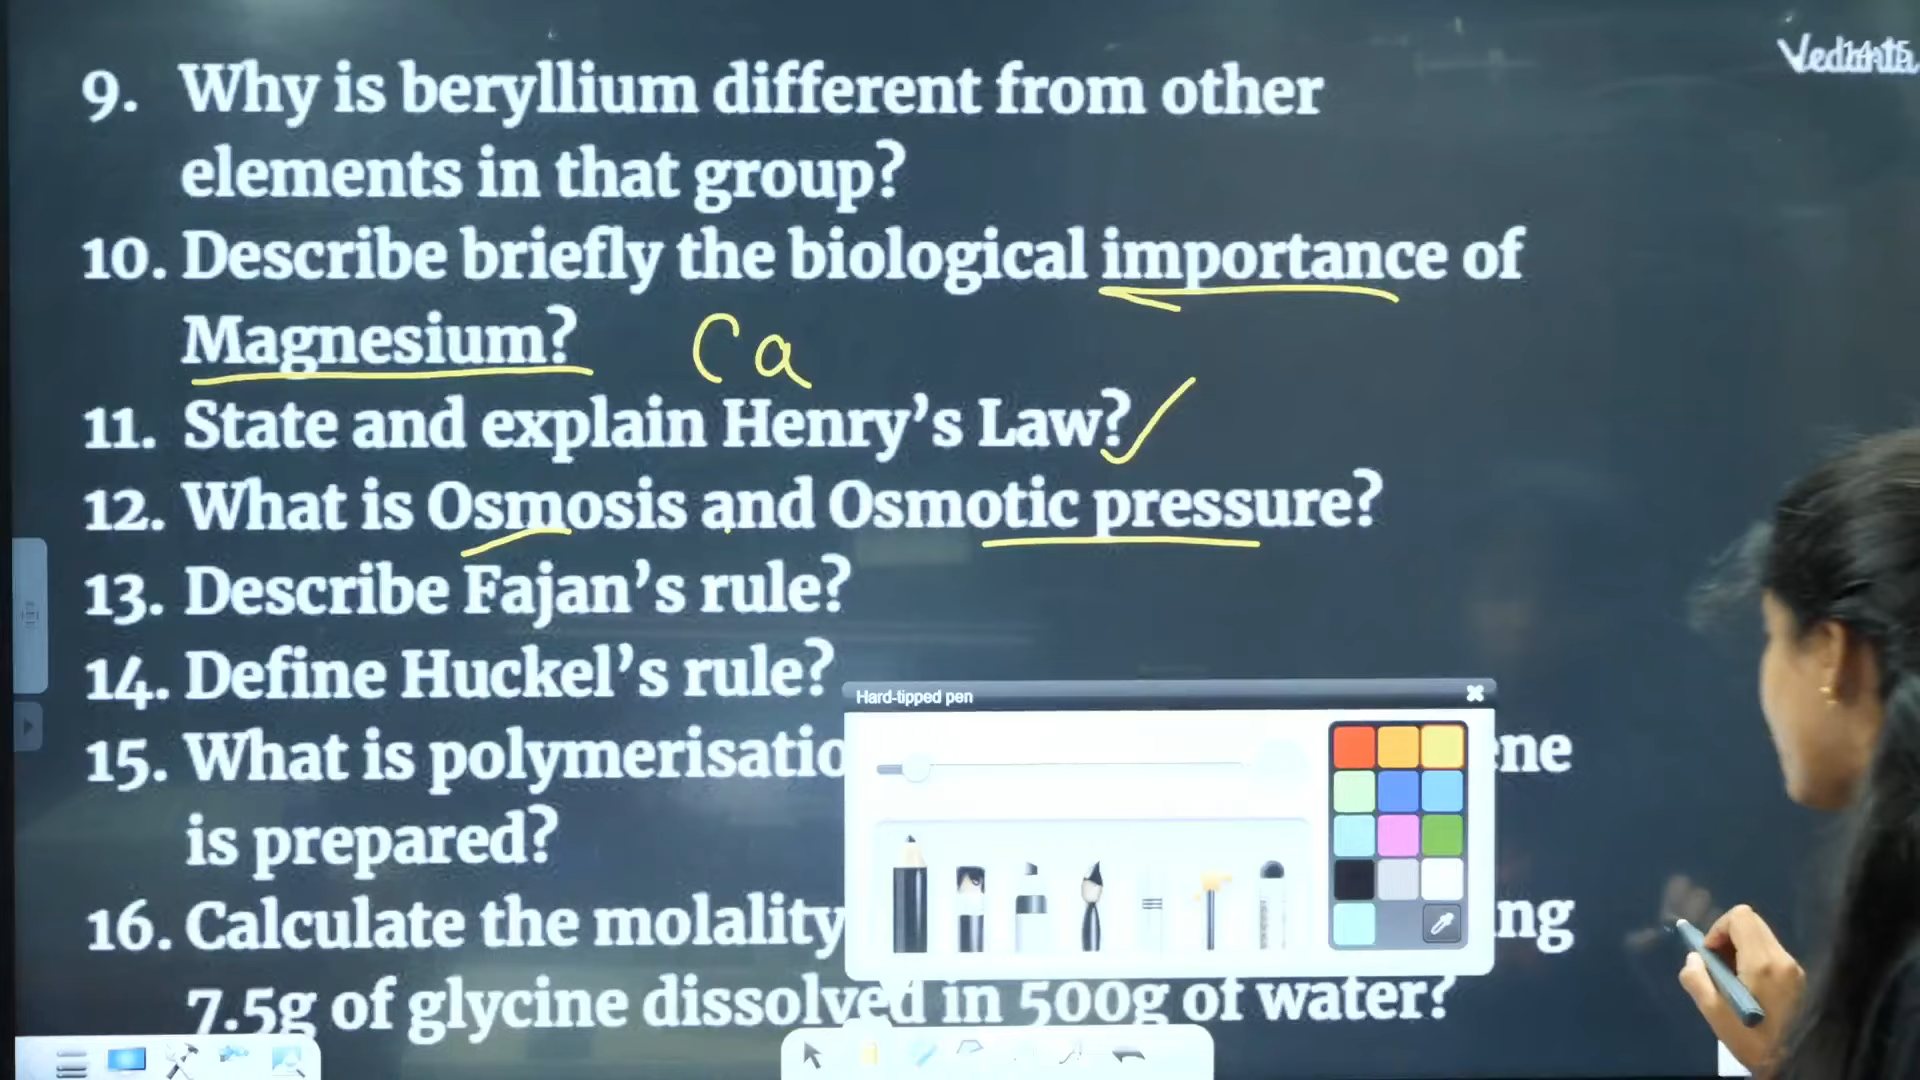 9. Why is beryllium different from other
elements in that group?
10. Describe briefly the biological importance of
Magnesium? Ca
11. State and explain Henry's Law?
12. What is Osmosis and Osmotic pressure?
13. Describe Fajan's rule?
14. Define Huckel's rule?
Hard-tipped pen
15. What is polymerisatio ene
is prepared?
16. Calculate the molality ing
7.5g of glycine dissolved in 500g of water?